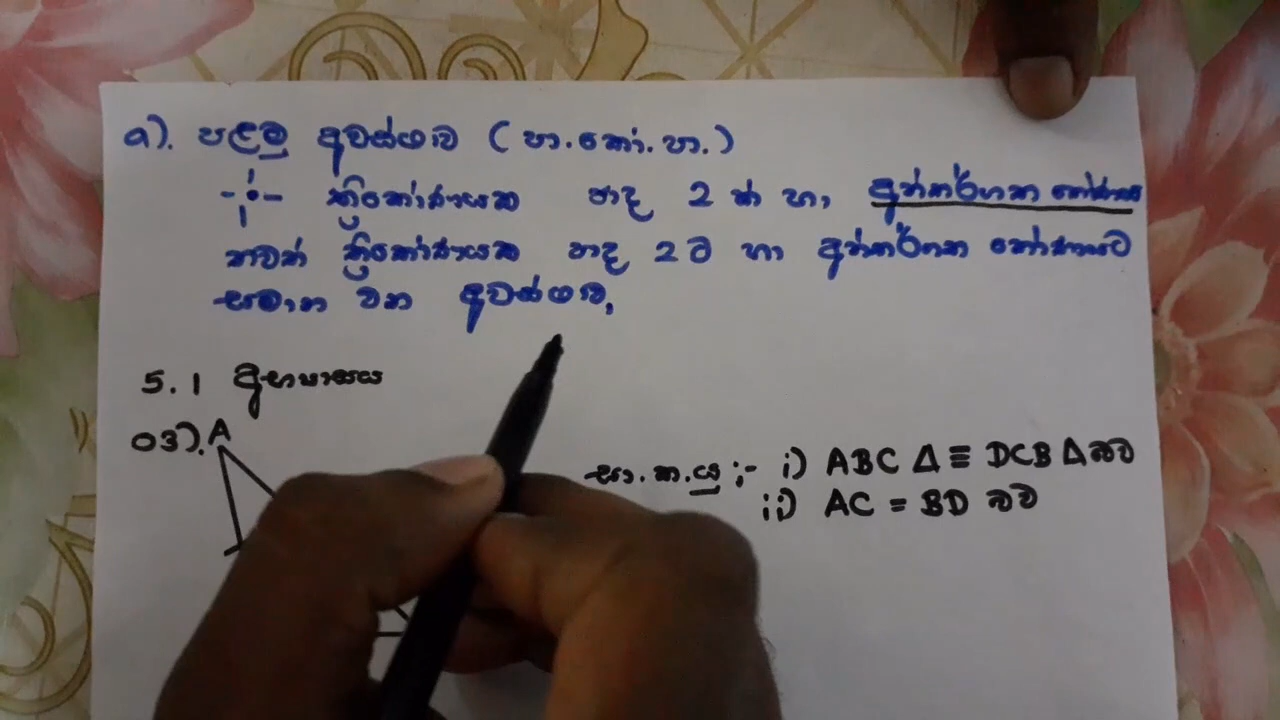 a). පළමු අවස්ථාව ( පා.කෝ.පා.)
ත්‍රිකෝණයක පාද 2 ක් හා අන්තර්ගත කෝණය
තවත් ත්‍රිකෝණයක පාද 2 ට හා අන්තර්ගත කෝණයට
සමාන වන අවස්ථාව,
5.1 අභ්‍යාසය
03). A
සා.ක.යු ;- i) ABC Δ ≡ DCB Δ බව
ii) AC = BD බව